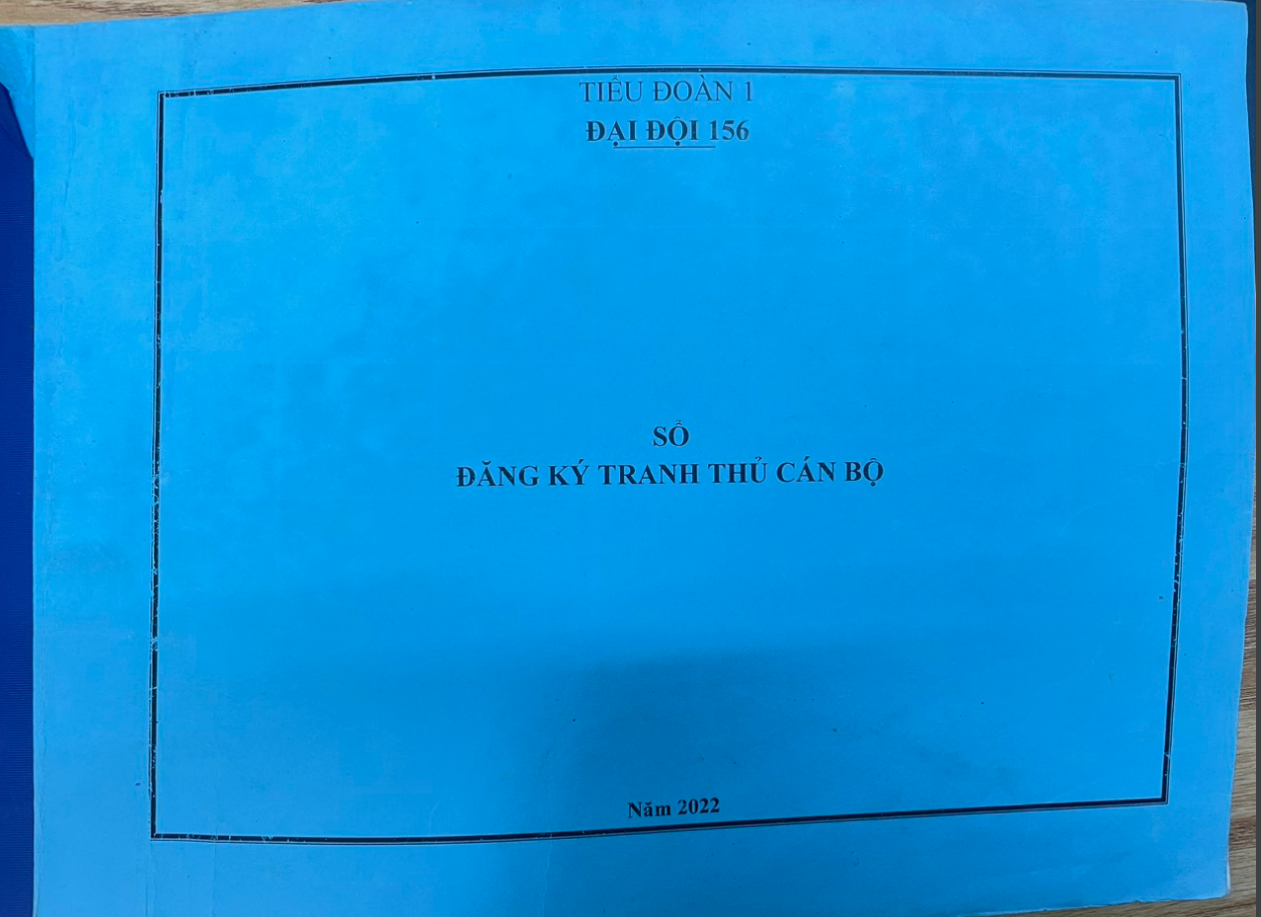 TIỂU ĐOÀN 1
ĐẠI ĐỘI 156
SỔ
ĐĂNG KÝ TRANH THỦ CÁN BỘ
Năm 2022